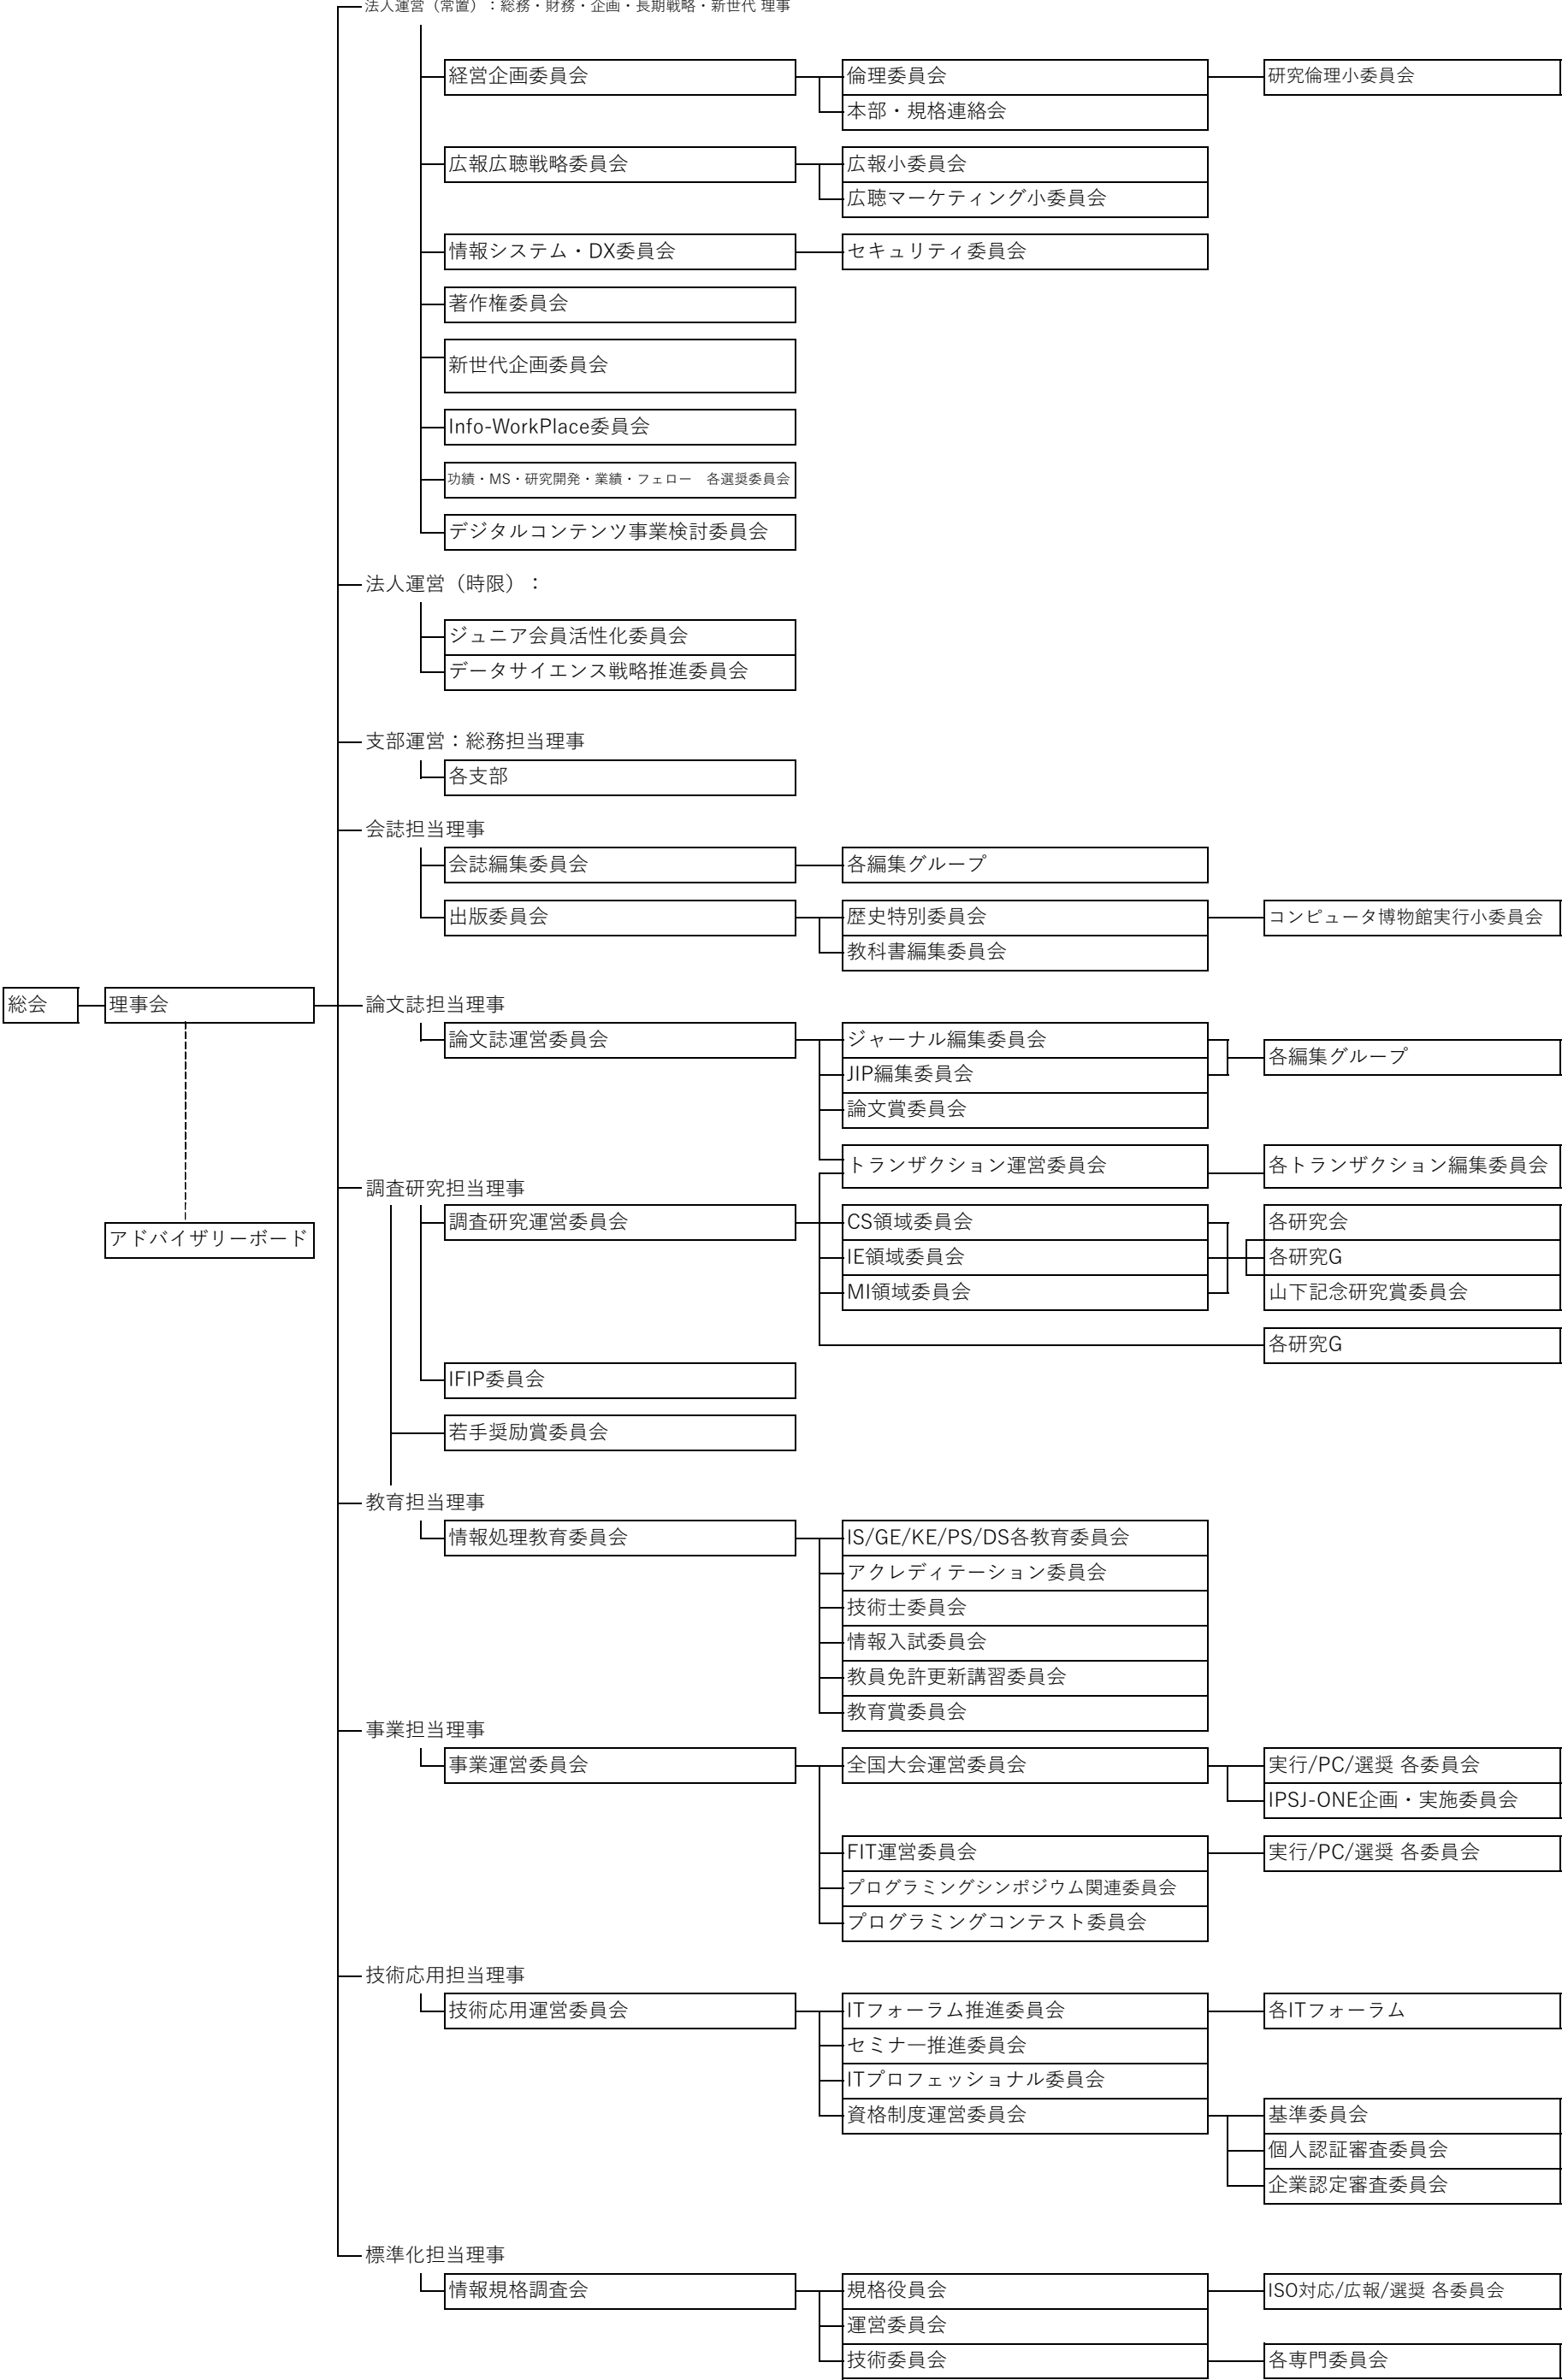 法人運営（常置）：総務・財務・企画・長期戦略・新世代 理事
経営企画委員会
倫理委員会
研究倫理小委員会
本部・規格連絡会
広報広聴戦略委員会
広報小委員会
広聴マーケティング小委員会
情報システム・DX委員会
セキュリティ委員会
著作権委員会
新世代企画委員会
Info-WorkPlace委員会
功績・MS・研究開発・業績・フェロー　各選奨委員会
デジタルコンテンツ事業検討委員会
法人運営（時限）：
ジュニア会員活性化委員会
データサイエンス戦略推進委員会
支部運営：総務担当理事
各支部
会誌担当理事
会誌編集委員会
各編集グループ
出版委員会
歴史特別委員会
コンピュータ博物館実行小委員会
教科書編集委員会
総会
理事会
論文誌担当理事
論文誌運営委員会
ジャーナル編集委員会
各編集グループ
JIP編集委員会
論文賞委員会
トランザクション運営委員会
各トランザクション編集委員会
調査研究担当理事
調査研究運営委員会
CS領域委員会
各研究会
アドバイザリーボード
IE領域委員会
各研究G
MI領域委員会
山下記念研究賞委員会
各研究G
IFIP委員会
若手奨励賞委員会
教育担当理事
情報処理教育委員会
IS/GE/KE/PS/DS各教育委員会
アクレディテーション委員会
技術士委員会
情報入試委員会
教員免許更新講習委員会
教育賞委員会
事業担当理事
事業運営委員会
全国大会運営委員会
実行/PC/選奨 各委員会
IPSJ-ONE企画・実施委員会
FIT運営委員会
実行/PC/選奨 各委員会
プログラミングシンポジウム関連委員会
プログラミングコンテスト委員会
技術応用担当理事
技術応用運営委員会
ITフォーラム推進委員会
各ITフォーラム
セミナー推進委員会
ITプロフェッショナル委員会
資格制度運営委員会
基準委員会
個人認証審査委員会
企業認定審査委員会
標準化担当理事
情報規格調査会
規格役員会
ISO対応/広報/選奨 各委員会
運営委員会
技術委員会
各専門委員会